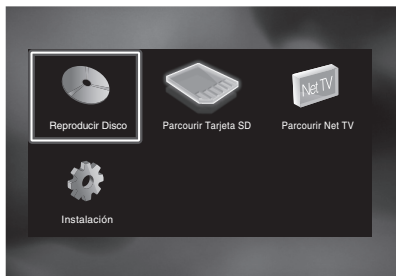 Net TV
Reproducir Disco
Parcourir Tarjeta SD
Parcourir Net TV
Instalación